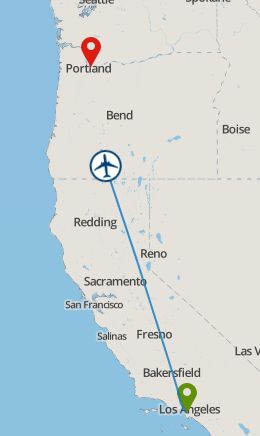 Seattle
Spokane
Portland
Bend
Boise
Redding
Reno
Sacramento
San Francisco
Salinas
Fresno
Las V
Bakersfield
Los Angeles